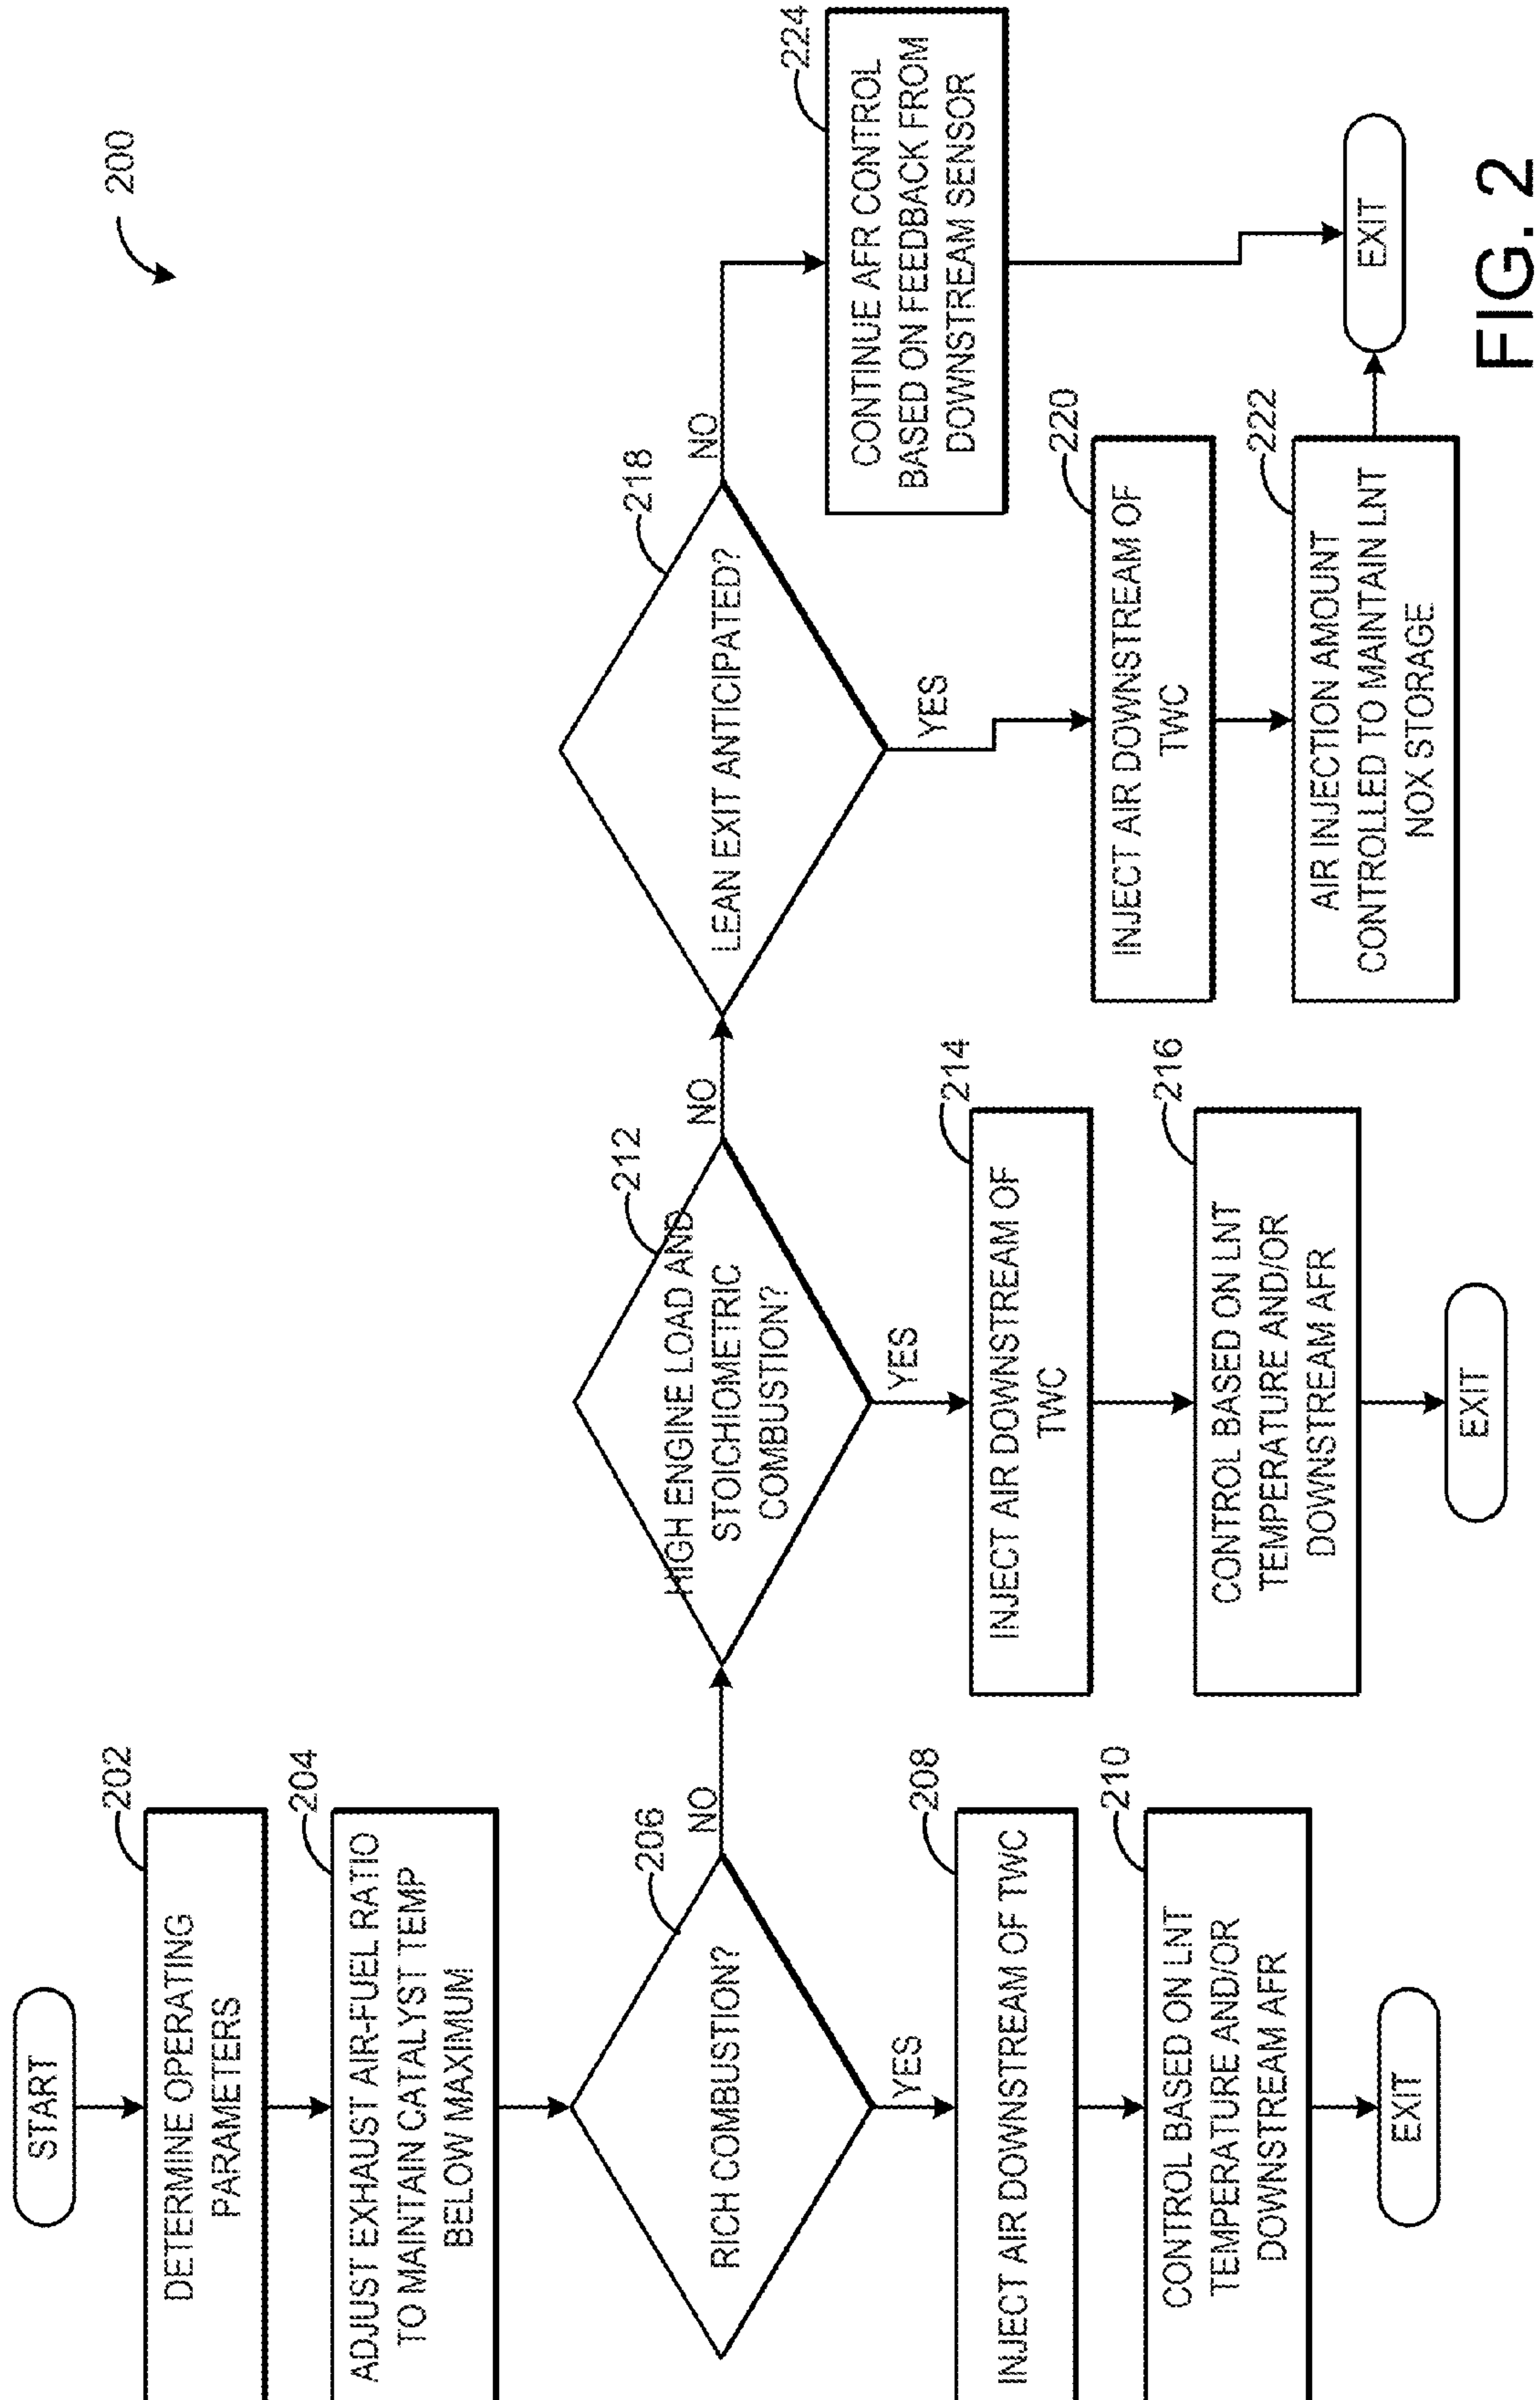 200
START
202
DETERMINE OPERATING
PARAMETERS
204
ADJUST EXHAUST AIR-FUEL RATIO
TO MAINTAIN CATALYST TEMP
BELOW MAXIMUM
206
RICH COMBUSTION?
NO
YES
208
INJECT AIR DOWNSTREAM OF TWC
210
CONTROL BASED ON LNT
TEMPERATURE AND/OR
DOWNSTREAM AFR
EXIT
212
HIGH ENGINE LOAD AND
STOICHIOMETRIC
COMBUSTION?
NO
YES
214
INJECT AIR DOWNSTREAM OF
TWC
216
CONTROL BASED ON LNT
TEMPERATURE AND/OR
DOWNSTREAM AFR
EXIT
218
LEAN EXIT ANTICIPATED?
NO
YES
220
INJECT AIR DOWNSTREAM OF
TWC
222
AIR INJECTION AMOUNT
CONTROLLED TO MAINTAIN LNT
NOX STORAGE
224
CONTINUE AFR CONTROL
BASED ON FEEDBACK FROM
DOWNSTREAM SENSOR
EXIT
FIG. 2